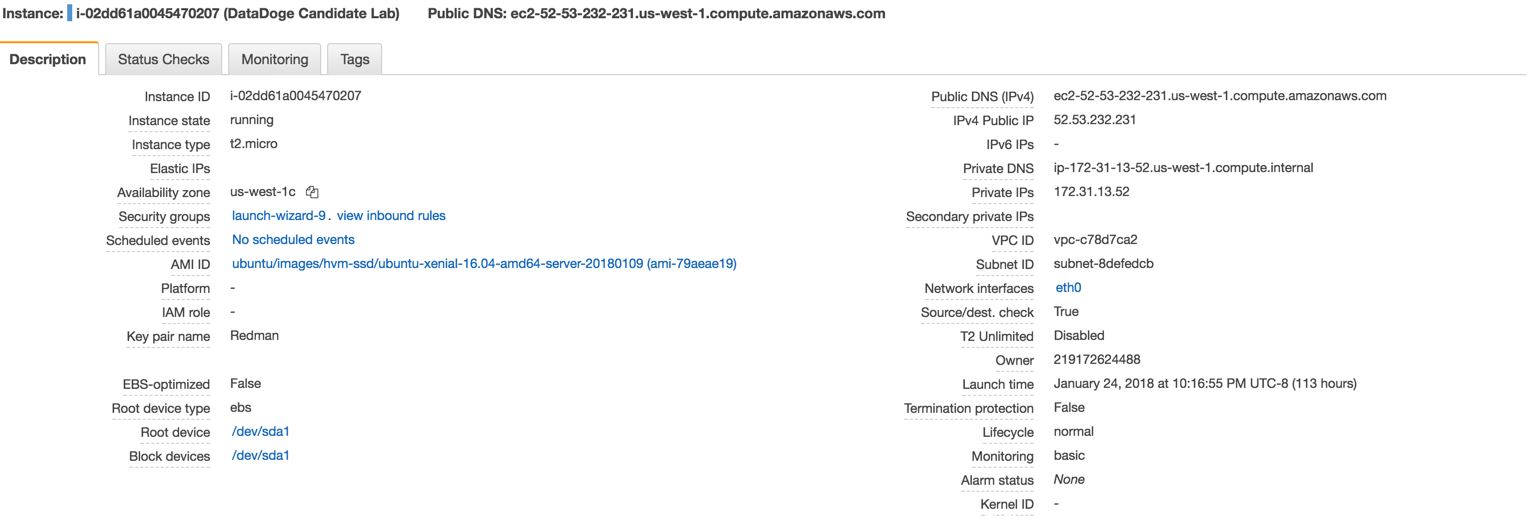 Instance: i-02dd61a0045470207 (DataDoge Candidate Lab) Public DNS: ec2-52-53-232-231.us-west-1.compute.amazonaws.com
Description Status Checks Monitoring Tags
Instance ID i-02dd61a0045470207
Instance state running
Instance type t2.micro
Elastic IPs
Availability zone us-west-1c
Security groups launch-wizard-9. view inbound rules
Scheduled events No scheduled events
AMI ID ubuntu/images/hvm-ssd/ubuntu-xenial-16.04-amd64-server-20180109 (ami-79aeae19)
Platform -
IAM role -
Key pair name Redman
EBS-optimized False
Root device type ebs
Root device /dev/sda1
Block devices /dev/sda1
Public DNS (IPv4) ec2-52-53-232-231.us-west-1.compute.amazonaws.com
IPv4 Public IP 52.53.232.231
IPv6 IPs -
Private DNS ip-172-31-13-52.us-west-1.compute.internal
Private IPs 172.31.13.52
Secondary private IPs
VPC ID vpc-c78d7ca2
Subnet ID subnet-8defedcb
Network interfaces eth0
Source/dest. check True
T2 Unlimited Disabled
Owner 219172624488
Launch time January 24, 2018 at 10:16:55 PM UTC-8 (113 hours)
Termination protection False
Lifecycle normal
Monitoring basic
Alarm status None
Kernel ID -